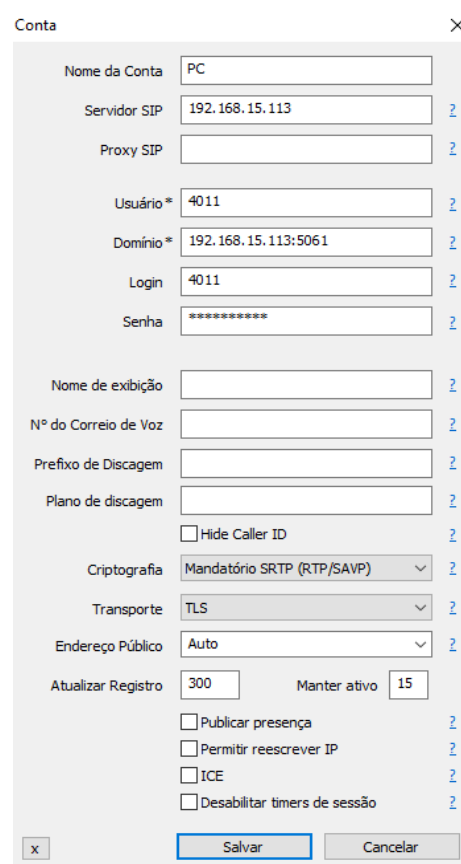 Conta
Nome da Conta PC
Servidor SIP 192.168.15.113 ?
Proxy SIP ?
Usuário* 4011 ?
Domínio* 192.168.15.113:5061 ?
Login 4011 ?
Senha ********** ?
Nome de exibição ?
Nº do Correio de Voz ?
Prefixo de Discagem ?
Plano de discagem ?
Hide Caller ID ?
Criptografia Mandatório SRTP (RTP/SAVP) ?
Transporte TLS ?
Endereço Público Auto ?
Atualizar Registro 300 Manter ativo 15
Publicar presença ?
Permitir reescrever IP ?
ICE ?
Desabilitar timers de sessão ?
x Salvar Cancelar